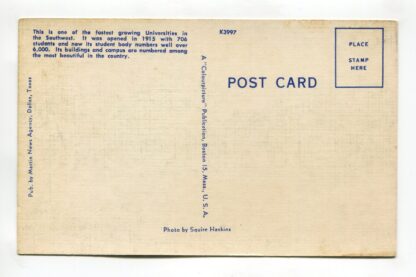 This is one of the fastest growing Universities in
the Southwest. It was opened in 1915 with 706
students and now its student body numbers well over
6,000. Its buildings and campus are numbered among
the most beautiful in the country.
K3997
PLACE
STAMP
HERE
POST CARD
Pub. by Martin News Agency, Dallas, Texas
A "Colourpicture" Publication, Boston 15, Mass., U. S. A.
Photo by Squire Haskins